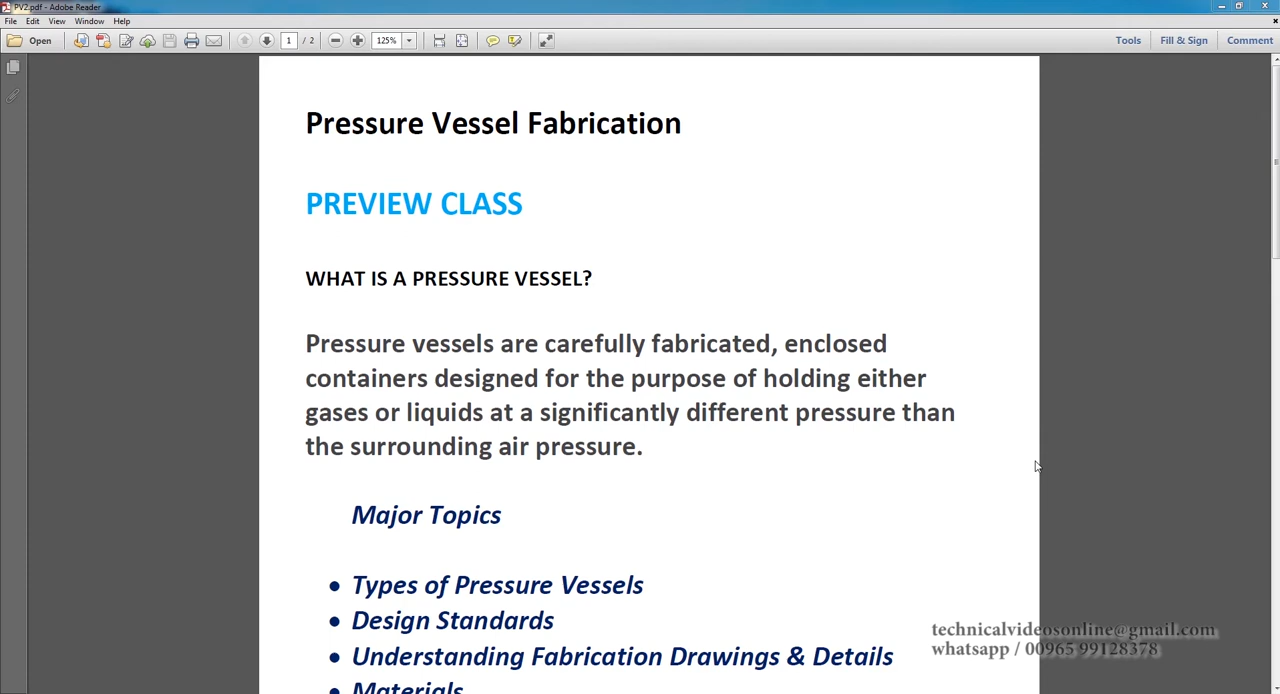 PV2.pdf - Adobe Reader
File Edit View Window Help
Open 1 / 2 125% Tools Fill & Sign Comment
Pressure Vessel Fabrication
PREVIEW CLASS
WHAT IS A PRESSURE VESSEL?
Pressure vessels are carefully fabricated, enclosed
containers designed for the purpose of holding either
gases or liquids at a significantly different pressure than
the surrounding air pressure.
Major Topics
• Types of Pressure Vessels
• Design Standards
• Understanding Fabrication Drawings & Details
• Materials
technicalvideosonline@gmail.com
whatsapp / 00965 99128378